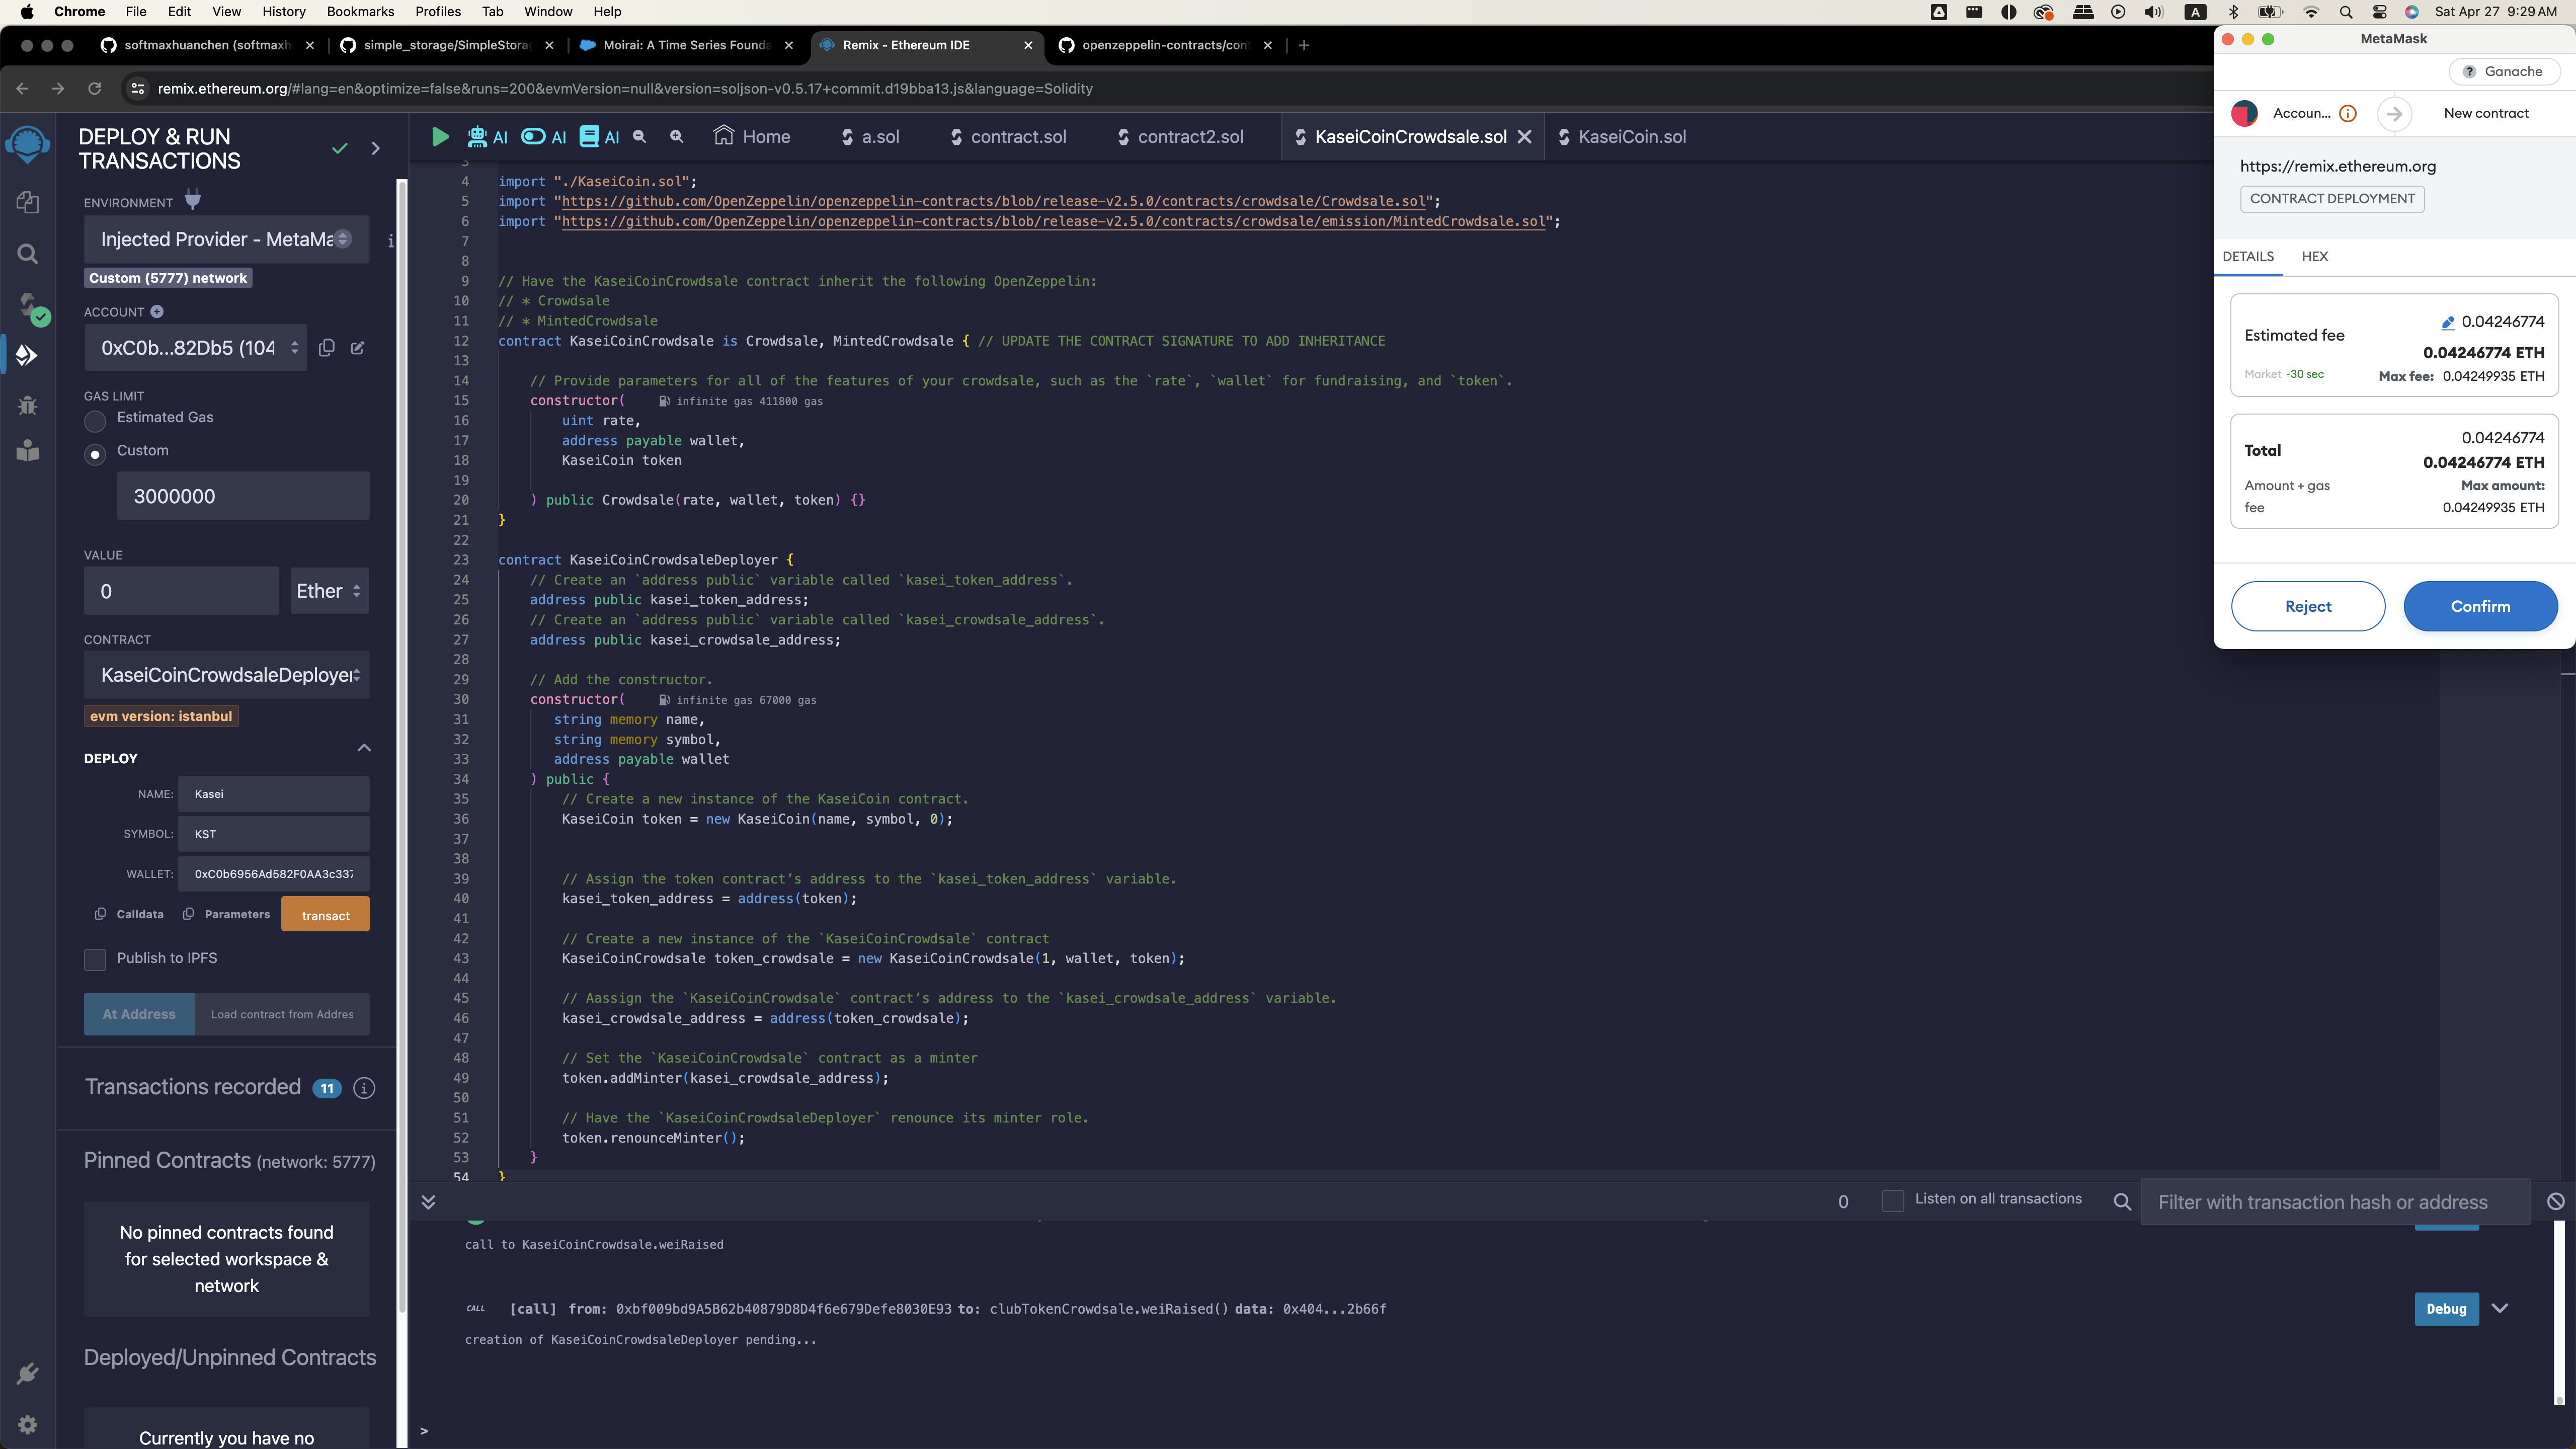 Chrome File Edit View History Bookmarks Profiles Tab Window Help
A
Sat Apr 27 9:29 AM
softmaxhuanchen (softmaxh
simple_storage/SimpleStora
Moirai: A Time Series Founda
Remix - Ethereum IDE
openzeppelin-contracts/con
remix.ethereum.org/#lang=en&optimize=false&runs=200&evmVersion=null&version=soljson-v0.5.17+commit.d19bba13.js&language=Solidity
DEPLOY & RUN
TRANSACTIONS
ENVIRONMENT
Injected Provider - MetaMa
i
Custom (5777) network
ACCOUNT
0xC0b...82Db5 (104
GAS LIMIT
Estimated Gas
Custom
3000000
VALUE
0
Ether
CONTRACT
KaseiCoinCrowdsaleDeployer
evm version: istanbul
DEPLOY
NAME: Kasei
SYMBOL: KST
WALLET: 0xC0b6956Ad582F0AA3c337
Calldata Parameters transact
Publish to IPFS
At Address Load contract from Addres
Transactions recorded 11 i
Pinned Contracts (network: 5777)
No pinned contracts found
for selected workspace &
network
Deployed/Unpinned Contracts
Currently you have no
AI AI AI Home a.sol contract.sol contract2.sol KaseiCoinCrowdsale.sol KaseiCoin.sol
3
4 import "./KaseiCoin.sol";
5 import "https://github.com/OpenZeppelin/openzeppelin-contracts/blob/release-v2.5.0/contracts/crowdsale/Crowdsale.sol";
6 import "https://github.com/OpenZeppelin/openzeppelin-contracts/blob/release-v2.5.0/contracts/crowdsale/emission/MintedCrowdsale.sol";
7
8
9 // Have the KaseiCoinCrowdsale contract inherit the following OpenZeppelin:
10 // * Crowdsale
11 // * MintedCrowdsale
12 contract KaseiCoinCrowdsale is Crowdsale, MintedCrowdsale { // UPDATE THE CONTRACT SIGNATURE TO ADD INHERITANCE
13
14 // Provide parameters for all of the features of your crowdsale, such as the `rate`, `wallet` for fundraising, and `token`.
15 constructor( infinite gas 411800 gas
16 uint rate,
17 address payable wallet,
18 KaseiCoin token
19
20 ) public Crowdsale(rate, wallet, token) {}
21 }
22
23 contract KaseiCoinCrowdsaleDeployer {
24 // Create an `address public` variable called `kasei_token_address`.
25 address public kasei_token_address;
26 // Create an `address public` variable called `kasei_crowdsale_address`.
27 address public kasei_crowdsale_address;
28
29 // Add the constructor.
30 constructor( infinite gas 67000 gas
31 string memory name,
32 string memory symbol,
33 address payable wallet
34 ) public {
35 // Create a new instance of the KaseiCoin contract.
36 KaseiCoin token = new KaseiCoin(name, symbol, 0);
37
38
39 // Assign the token contract’s address to the `kasei_token_address` variable.
40 kasei_token_address = address(token);
41
42 // Create a new instance of the `KaseiCoinCrowdsale` contract
43 KaseiCoinCrowdsale token_crowdsale = new KaseiCoinCrowdsale(1, wallet, token);
44
45 // Aassign the `KaseiCoinCrowdsale` contract’s address to the `kasei_crowdsale_address` variable.
46 kasei_crowdsale_address = address(token_crowdsale);
47
48 // Set the `KaseiCoinCrowdsale` contract as a minter
49 token.addMinter(kasei_crowdsale_address);
50
51 // Have the `KaseiCoinCrowdsaleDeployer` renounce its minter role.
52 token.renounceMinter();
53 }
54 }
0 Listen on all transactions Filter with transaction hash or address
call to KaseiCoinCrowdsale.weiRaised
CALL [call] from: 0xbf009bd9A5B62b40879D8D4f6e679Defe8030E93 to: clubTokenCrowdsale.weiRaised() data: 0x404...2b66f
Debug
creation of KaseiCoinCrowdsaleDeployer pending...
>
MetaMask
? Ganache
Accoun... New contract
https://remix.ethereum.org
CONTRACT DEPLOYMENT
DETAILS HEX
0.04246774
Estimated fee
0.04246774 ETH
Market -30 sec Max fee: 0.04249935 ETH
0.04246774
Total
0.04246774 ETH
Amount + gas Max amount:
fee 0.04249935 ETH
Reject Confirm